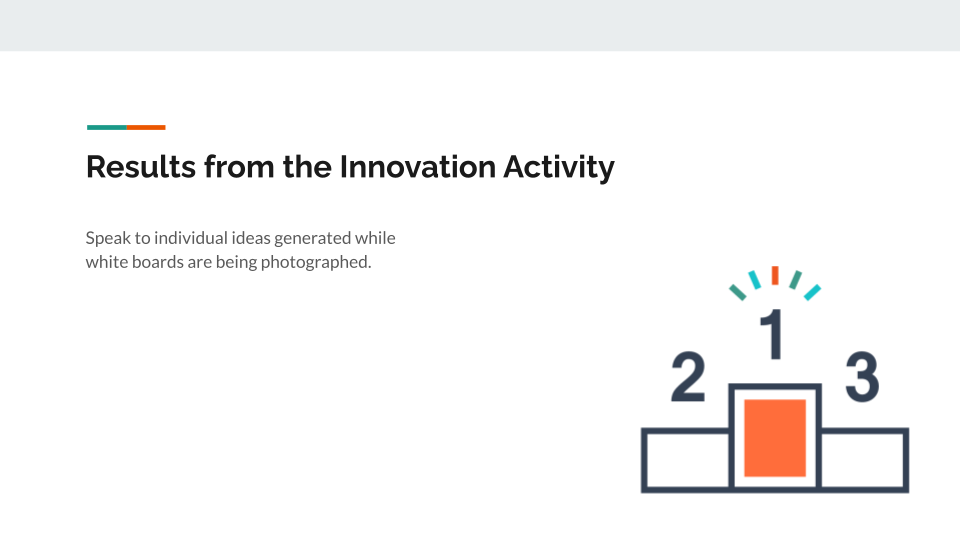 Results from the Innovation Activity
Speak to individual ideas generated while
white boards are being photographed.
1
2
3